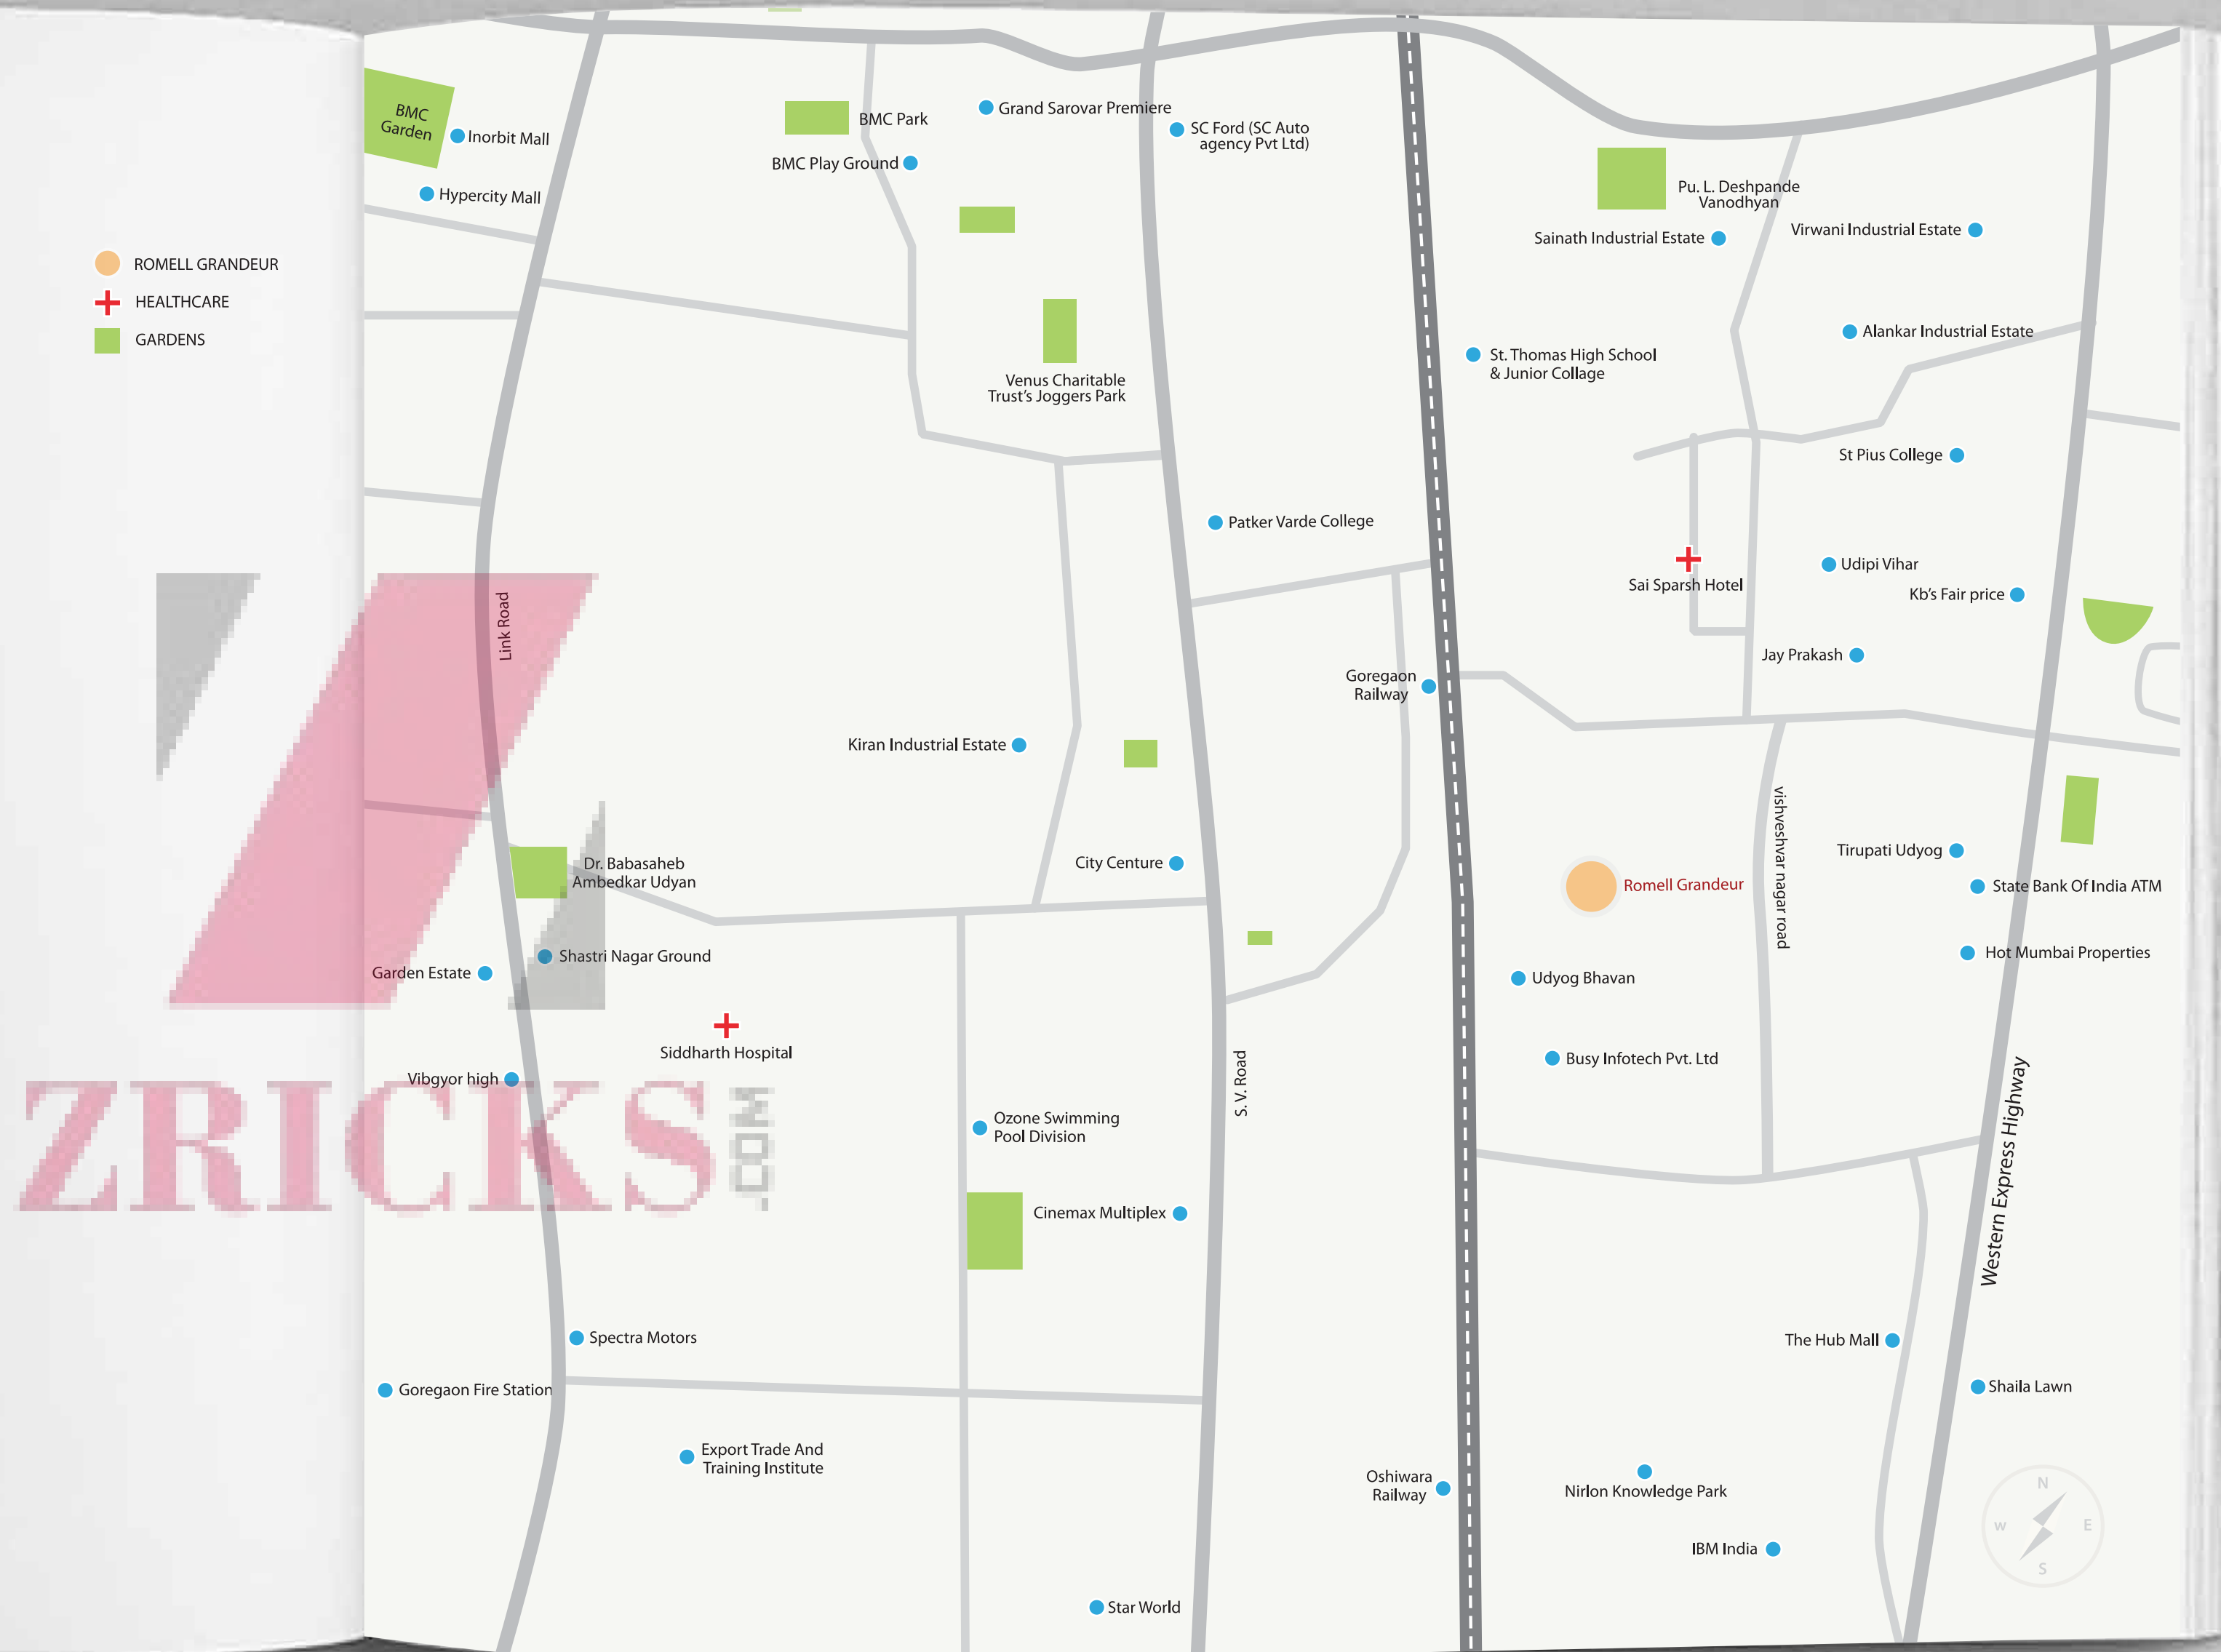 BMC
Garden
Inorbit Mall
Hypercity Mall
BMC Park
BMC Play Ground
Grand Sarovar Premiere
SC Ford (SC Auto
agency Pvt Ltd)
Pu. L. Deshpande
Vanodhyan
Sainath Industrial Estate
Virwani Industrial Estate
ROMELL GRANDEUR
HEALTHCARE
GARDENS
Venus Charitable
Trust's Joggers Park
St. Thomas High School
& Junior Collage
Alankar Industrial Estate
St Pius College
Patker Varde College
Sai Sparsh Hotel
Udipi Vihar
Kb's Fair price
Link Road
Jay Prakash
Goregaon
Railway
Kiran Industrial Estate
City Centure
vishveshvar nagar road
Tirupati Udyog
State Bank Of India ATM
Romell Grandeur
Dr. Babasaheb
Ambedkar Udyan
Shastri Nagar Ground
Garden Estate
Hot Mumbai Properties
Udyog Bhavan
Siddharth Hospital
Busy Infotech Pvt. Ltd
Vibgyor high
S. V. Road
Western Express Highway
ZRICKS
.COM
Ozone Swimming
Pool Division
Cinemax Multiplex
Spectra Motors
The Hub Mall
Goregaon Fire Station
Shaila Lawn
Export Trade And
Training Institute
Oshiwara
Railway
Nirlon Knowledge Park
IBM India
Star World
N
W
E
S